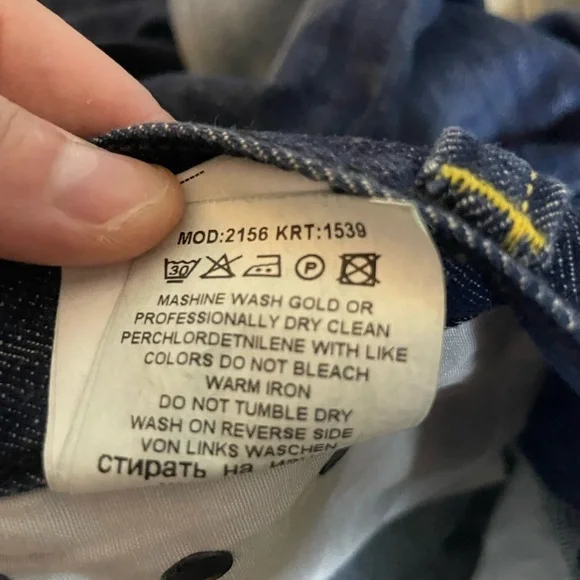 MOD:2156 KRT:1539
30 P
MASHINE WASH GOLD OR
PROFESSIONALLY DRY CLEAN
PERCHLORDETNILENE WITH LIKE
COLORS DO NOT BLEACH
WARM IRON
DO NOT TUMBLE DRY
WASH ON REVERSE SIDE
VON LINKS WASCHEN
стирать на